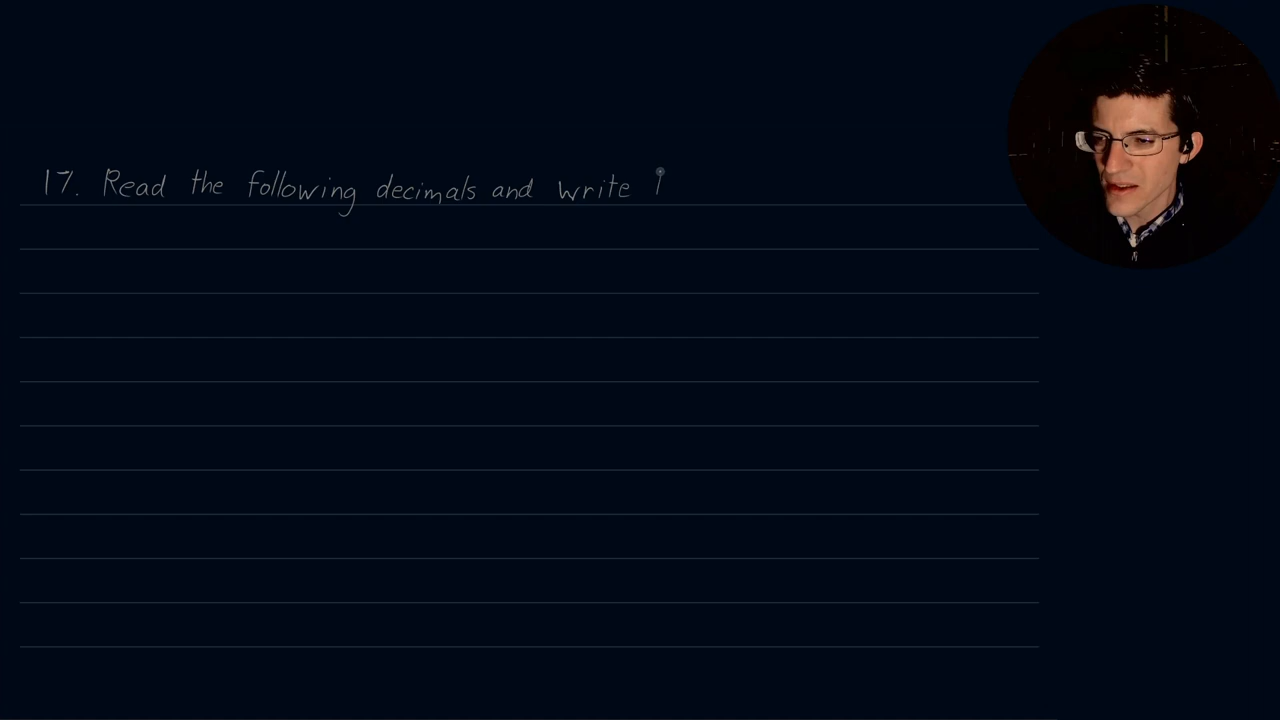 17. Read the following decimals and write